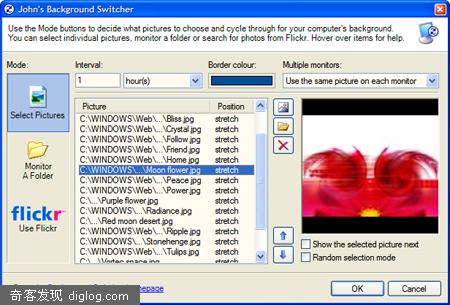 John's Background Switcher
Use the Mode buttons to decide what pictures to choose and cycle through for your computer's background.
You can select individual pictures, monitor a folder or search for photos from Flickr. Hover over items for help.
Mode:
Interval:
Border colour:
Multiple monitors:
1
hour(s)
Use the same picture on each monitor
Select Pictures
Monitor
A Folder
flickr
Use Flickr
Picture
Position
C:\WINDOWS\Web\...\Bliss.jpg stretch
C:\WINDOWS\Web\...\Crystal.jpg stretch
C:\WINDOWS\Web\...\Follow.jpg stretch
C:\WINDOWS\Web\...\Friend.jpg stretch
C:\WINDOWS\Web\...\Home.jpg stretch
C:\WINDOWS\...\Moon flower.jpg stretch
C:\WINDOWS\Web\...\Peace.jpg stretch
C:\WINDOWS\Web\...\Power.jpg stretch
C:\...\Purple flower.jpg stretch
C:\WINDOWS\...\Radiance.jpg stretch
C:\...\Red moon desert.jpg stretch
C:\WINDOWS\Web\...\Ripple.jpg stretch
C:\WINDOWS\...\Stonehenge.jpg stretch
C:\WINDOWS\Web\...\Tulips.jpg stretch
C:\...\Vortec space.jpg stretch
Show the selected picture next
Random selection mode
OK
Cancel
奇客发现 diglog.com